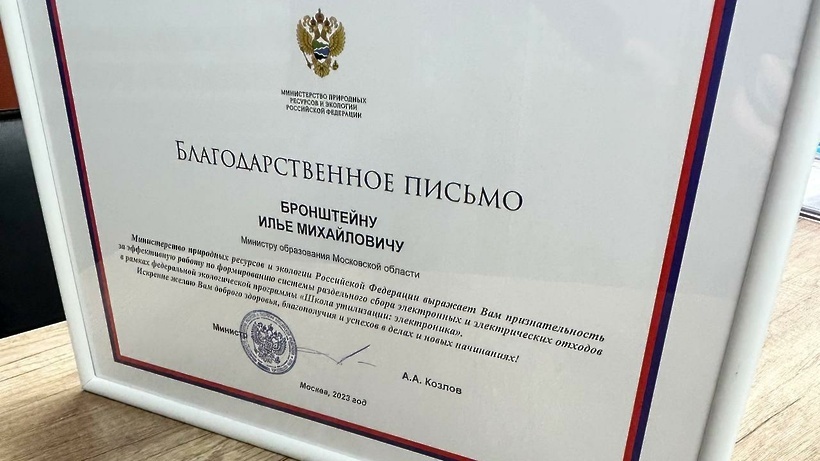 МИНИСТЕРСТВО ПРИРОДНЫХ
РЕСУРСОВ И ЭКОЛОГИИ
РОССИЙСКОЙ ФЕДЕРАЦИИ
БЛАГОДАРСТВЕННОЕ ПИСЬМО
БРОНШТЕЙНУ
ИЛЬЕ МИХАЙЛОВИЧУ
Министру образования Московской области
Министерство природных ресурсов и экологии Российской Федерации выражает Вам признательность
за эффективную работу по формированию системы раздельного сбора электронных и электрических отходов
в рамках федеральной экологической программы «Школа утилизации: электроника».
Искренне желаю Вам доброго здоровья, благополучия и успехов в делах и новых начинаниях!
Министр
А.А. Козлов
Москва, 2023 год